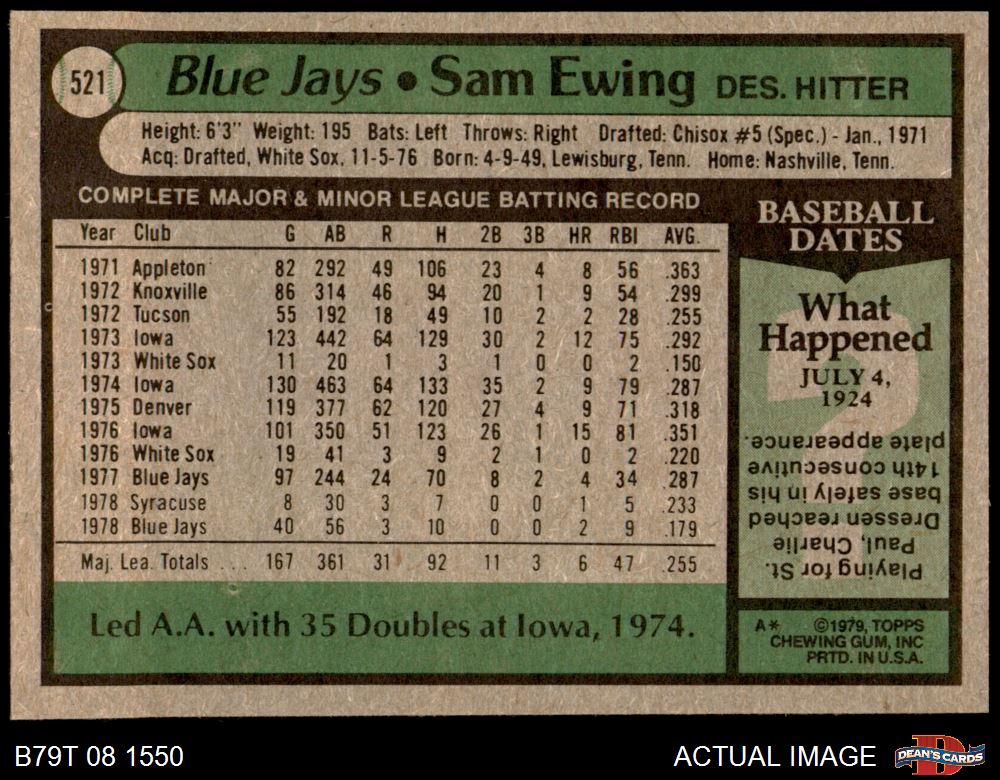 521
Blue Jays • Sam Ewing DES. HITTER
Height: 6'3" Weight: 195 Bats: Left Throws: Right Drafted: Chisox #5 (Spec.) - Jan., 1971
Acq: Drafted, White Sox, 11-5-76 Born: 4-9-49, Lewisburg, Tenn. Home: Nashville, Tenn.
COMPLETE MAJOR & MINOR LEAGUE BATTING RECORD
Year Club G AB R H 2B 3B HR RBI AVG.
1971 Appleton 82 292 49 106 23 4 8 56 .363
1972 Knoxville 86 314 46 94 20 1 9 54 .299
1972 Tucson 55 192 18 49 10 2 2 28 .255
1973 Iowa 123 442 64 129 30 2 12 75 .292
1973 White Sox 11 20 1 3 1 0 0 2 .150
1974 Iowa 130 463 64 133 35 2 9 79 .287
1975 Denver 119 377 62 120 27 4 9 71 .318
1976 Iowa 101 350 51 123 26 1 15 81 .351
1976 White Sox 19 41 3 9 2 1 0 2 .220
1977 Blue Jays 97 244 24 70 8 2 4 34 .287
1978 Syracuse 8 30 3 7 0 0 1 5 .233
1978 Blue Jays 40 56 3 10 0 0 2 9 .179
Maj. Lea. Totals ... 167 361 31 92 11 3 6 47 .255
Led A.A. with 35 Doubles at Iowa, 1974.
BASEBALL
DATES
What
Happened
JULY 4,
1924
Playing for St.
Paul, Charlie
Dressen reached
base safely in his
14th consecutive
plate appearance.
A* ©1979, TOPPS
CHEWING GUM, INC
PRTD. IN U.S.A.
B79T 08 1550
ACTUAL IMAGE
DEAN'S CARDS